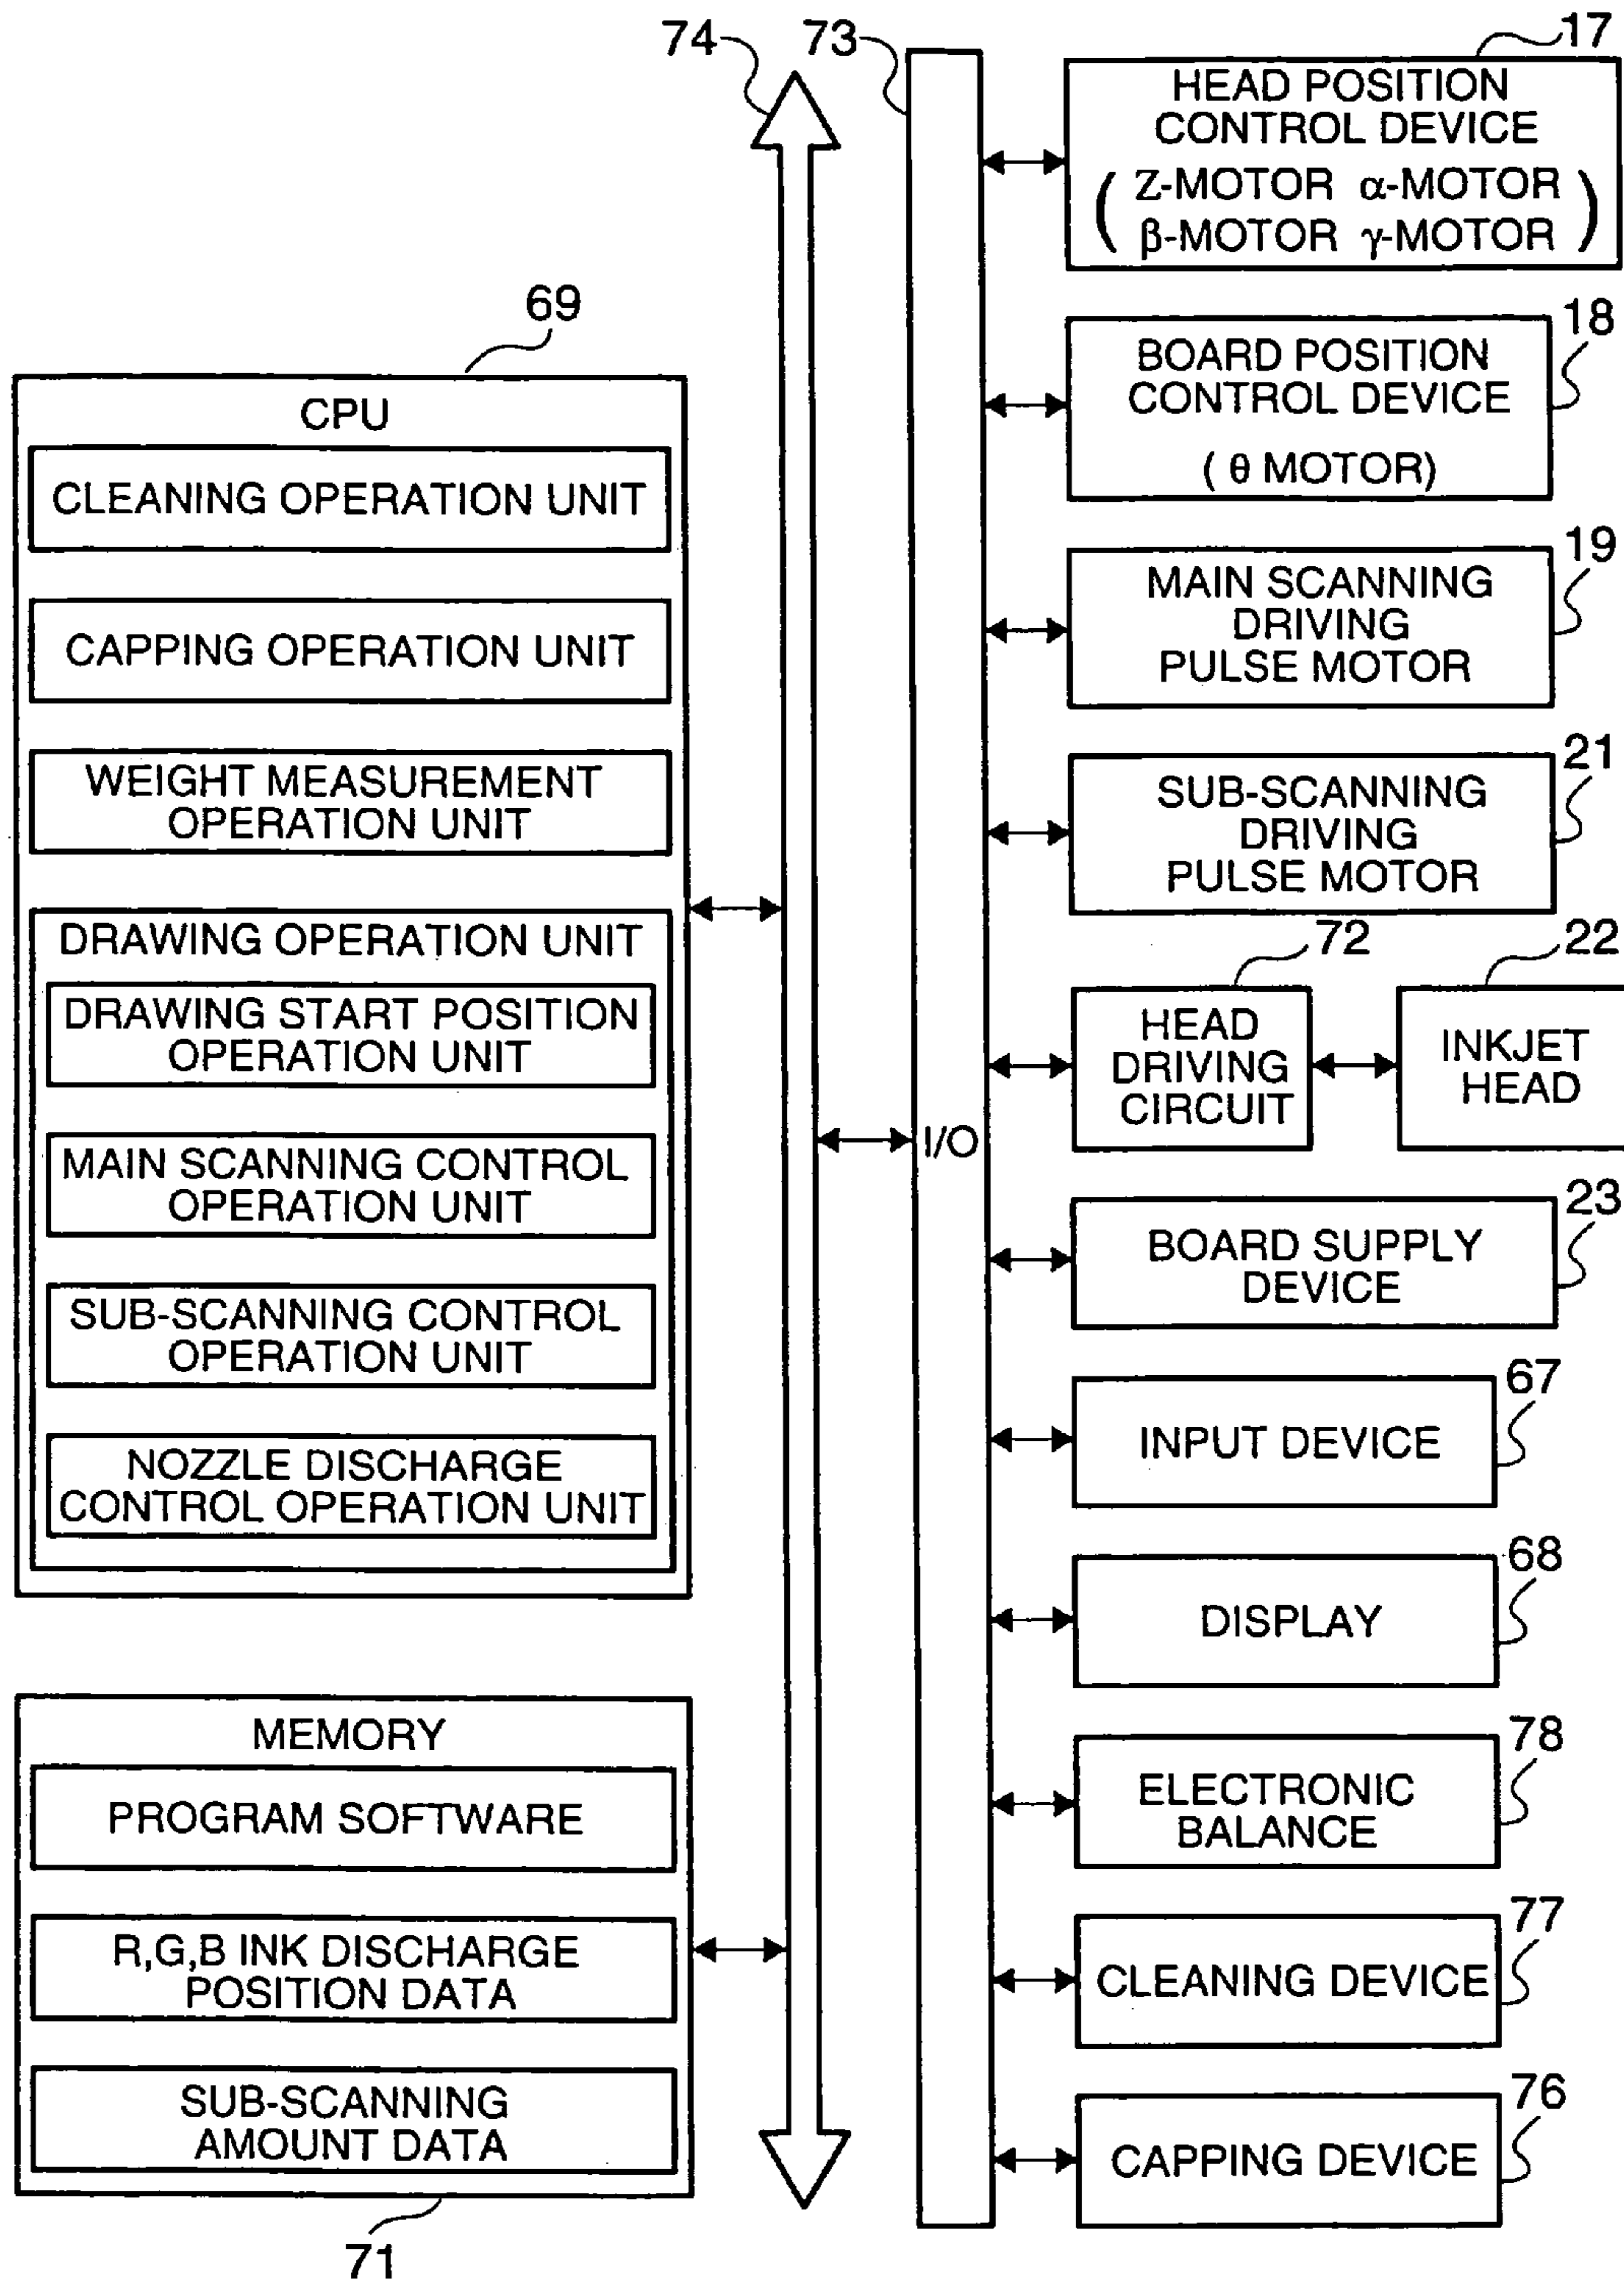 74
73
17
HEAD POSITION
CONTROL DEVICE
( Z-MOTOR α-MOTOR
β-MOTOR γ-MOTOR )
69
CPU
CLEANING OPERATION UNIT
CAPPING OPERATION UNIT
WEIGHT MEASUREMENT
OPERATION UNIT
DRAWING OPERATION UNIT
DRAWING START POSITION
OPERATION UNIT
MAIN SCANNING CONTROL
OPERATION UNIT
SUB-SCANNING CONTROL
OPERATION UNIT
NOZZLE DISCHARGE
CONTROL OPERATION UNIT
MEMORY
PROGRAM SOFTWARE
R,G,B INK DISCHARGE
POSITION DATA
SUB-SCANNING
AMOUNT DATA
71
I/O
18
BOARD POSITION
CONTROL DEVICE
( θ MOTOR)
19
MAIN SCANNING
DRIVING
PULSE MOTOR
21
SUB-SCANNING
DRIVING
PULSE MOTOR
72
HEAD
DRIVING
CIRCUIT
22
INKJET
HEAD
23
BOARD SUPPLY
DEVICE
67
INPUT DEVICE
68
DISPLAY
78
ELECTRONIC
BALANCE
77
CLEANING DEVICE
76
CAPPING DEVICE